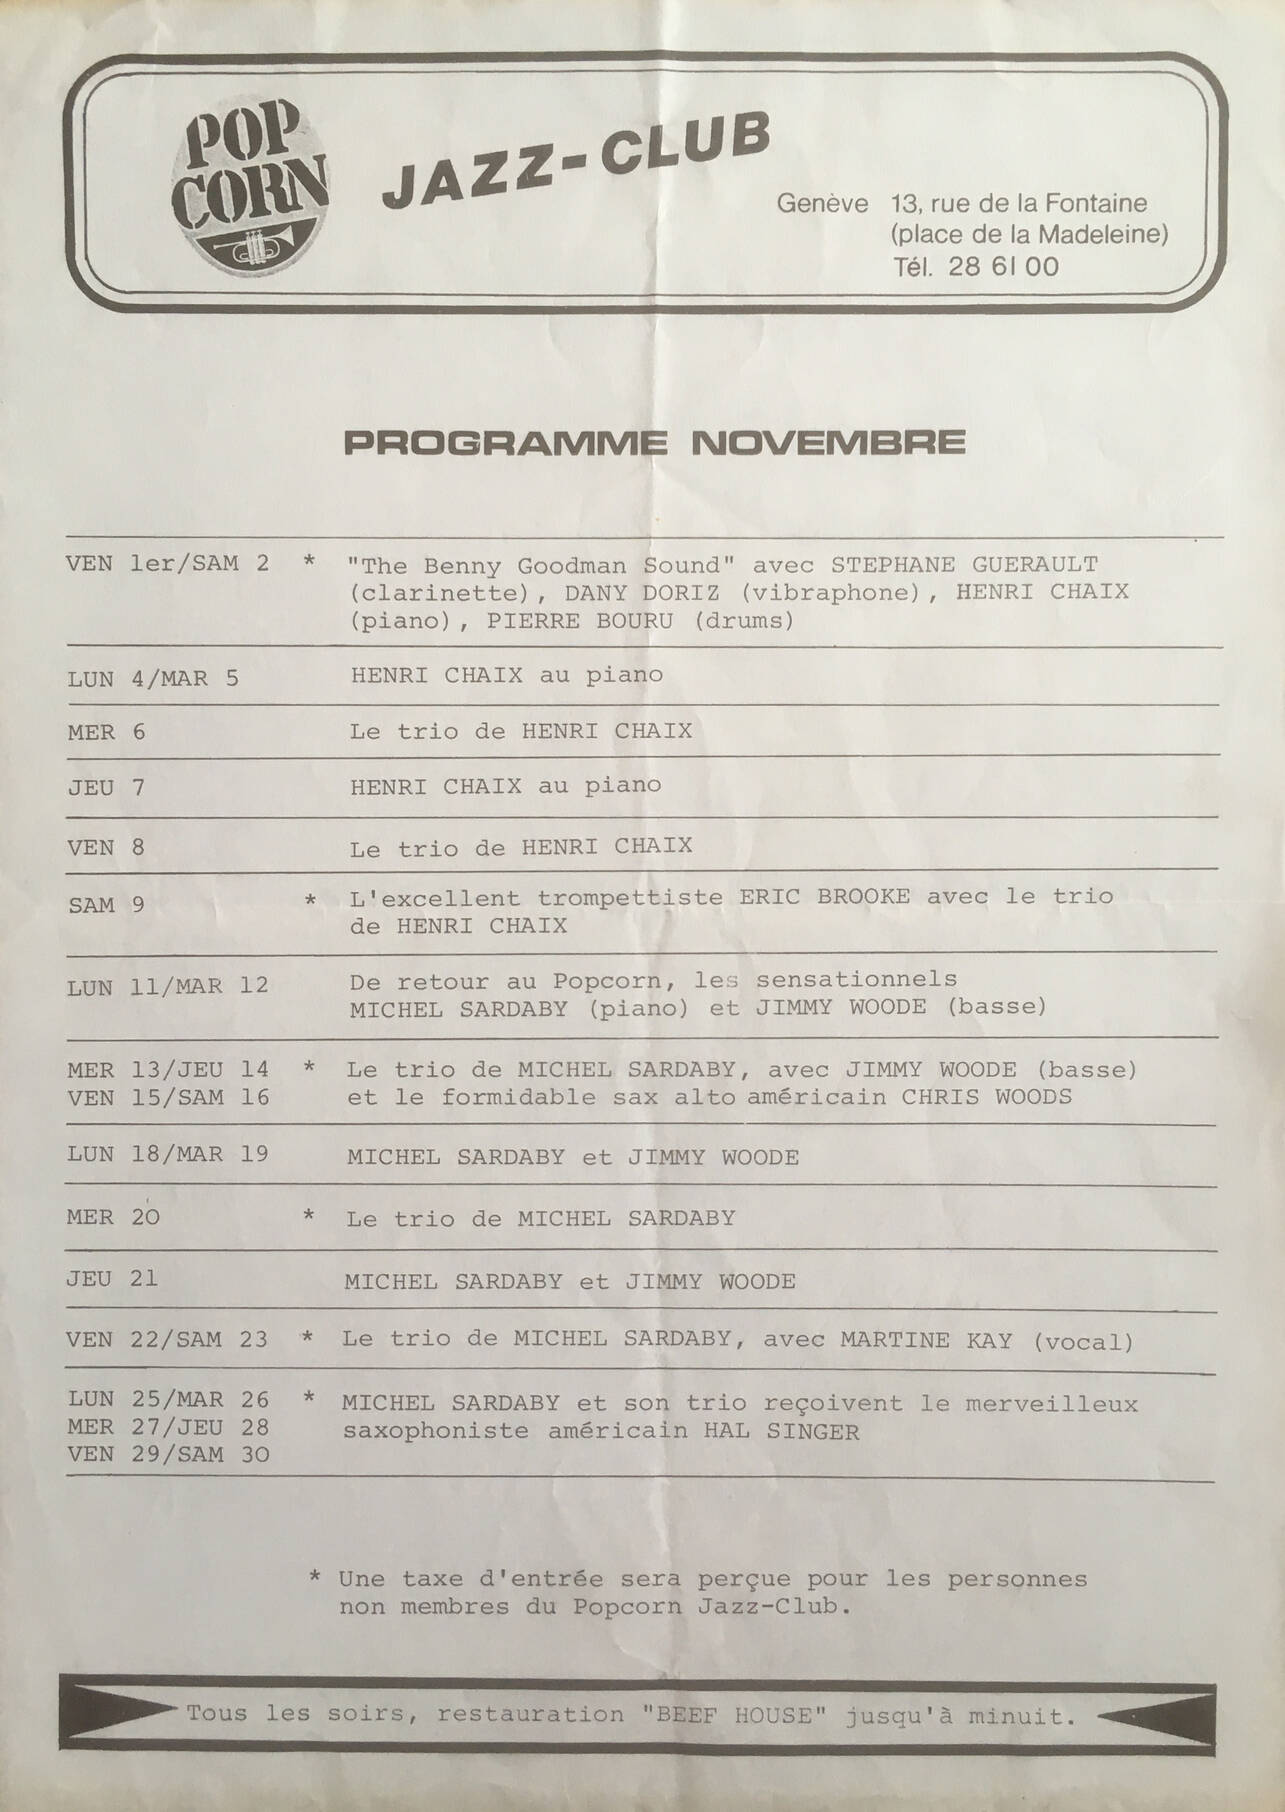 POP
CORN
JAZZ-CLUB
Genève 13, rue de la Fontaine
(place de la Madeleine)
Tél. 28 61 00
PROGRAMME NOVEMBRE
VEN 1er/SAM 2 * "The Benny Goodman Sound" avec STEPHANE GUERAULT
(clarinette), DANY DORIZ (vibraphone), HENRI CHAIX
(piano), PIERRE BOURU (drums)
LUN 4/MAR 5 HENRI CHAIX au piano
MER 6 Le trio de HENRI CHAIX
JEU 7 HENRI CHAIX au piano
VEN 8 Le trio de HENRI CHAIX
SAM 9 * L'excellent trompettiste ERIC BROOKE avec le trio
de HENRI CHAIX
LUN 11/MAR 12 De retour au Popcorn, les sensationnels
MICHEL SARDABY (piano) et JIMMY WOODE (basse)
MER 13/JEU 14 * Le trio de MICHEL SARDABY, avec JIMMY WOODE (basse)
VEN 15/SAM 16 et le formidable sax alto américain CHRIS WOODS
LUN 18/MAR 19 MICHEL SARDABY et JIMMY WOODE
MER 20 * Le trio de MICHEL SARDABY
JEU 21 MICHEL SARDABY et JIMMY WOODE
VEN 22/SAM 23 * Le trio de MICHEL SARDABY, avec MARTINE KAY (vocal)
LUN 25/MAR 26 * MICHEL SARDABY et son trio reçoivent le merveilleux
MER 27/JEU 28 saxophoniste américain HAL SINGER
VEN 29/SAM 30
* Une taxe d'entrée sera perçue pour les personnes
non membres du Popcorn Jazz-Club.
Tous les soirs, restauration "BEEF HOUSE" jusqu'à minuit.